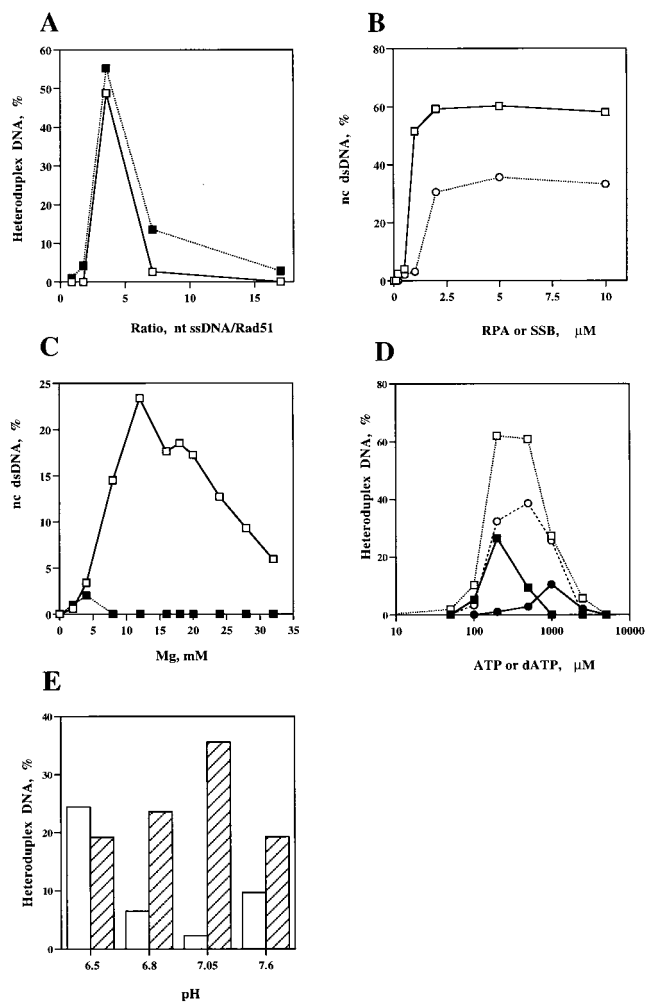 A
Heteroduplex DNA, %
60
50
40
30
20
10
0
0 5 10 15
Ratio, nt ssDNA/Rad51
B
nc dsDNA, %
80
60
40
20
0
0 2.5 5 7.5 10
RPA or SSB, µM
C
nc dsDNA, %
25
20
15
10
5
0
0 5 10 15 20 25 30 35
Mg, mM
D
Heteroduplex DNA, %
80
60
40
20
0
10 100 1000 10000
ATP or dATP, µM
E
Heteroduplex DNA, %
40
30
20
10
0
6.5 6.8 7.05 7.6
pH